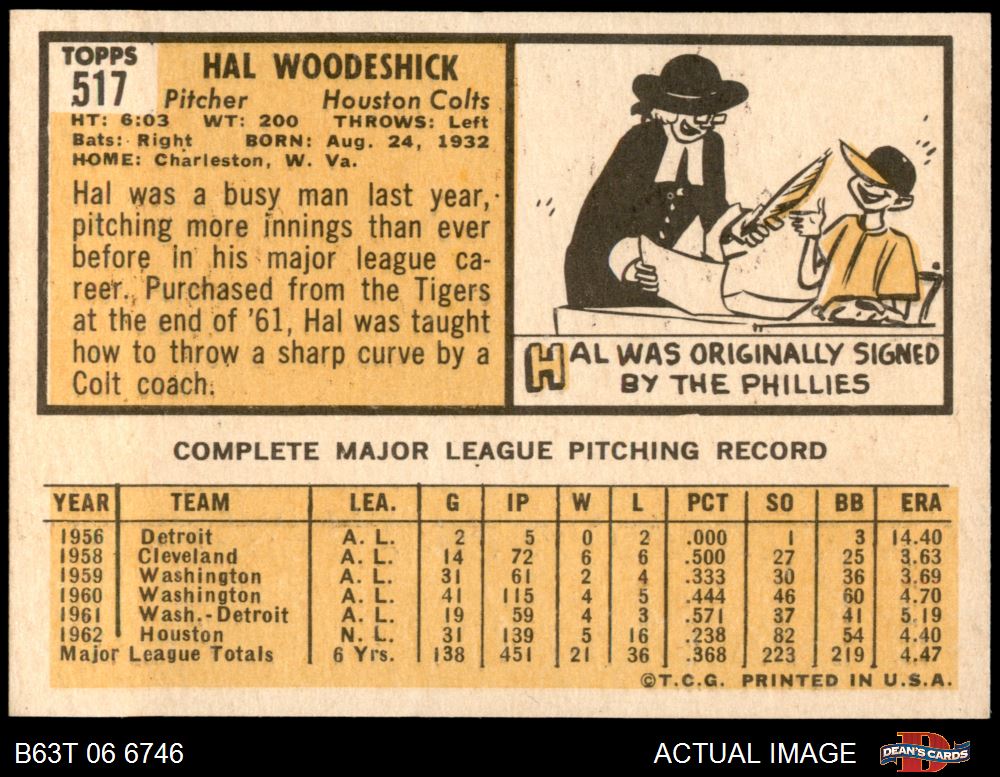 TOPPS
517
HAL WOODESHICK
Pitcher Houston Colts
HT: 6:03 WT: 200 THROWS: Left
Bats: Right BORN: Aug. 24, 1932
HOME: Charleston, W. Va.
Hal was a busy man last year,
pitching more innings than ever
before in his major league ca-
reer. Purchased from the Tigers
at the end of '61, Hal was taught
how to throw a sharp curve by a
Colt coach.
HAL WAS ORIGINALLY SIGNED
BY THE PHILLIES
COMPLETE MAJOR LEAGUE PITCHING RECORD
YEAR TEAM LEA. G IP W L PCT SO BB ERA
1956 Detroit A. L. 2 5 0 2 .000 1 3 14.40
1958 Cleveland A. L. 14 72 6 6 .500 27 25 3.63
1959 Washington A. L. 31 61 2 4 .333 30 36 3.69
1960 Washington A. L. 41 115 4 5 .444 46 60 4.70
1961 Wash.-Detroit A. L. 19 59 4 3 .571 37 41 5.19
1962 Houston N. L. 31 139 5 16 .238 82 54 4.40
Major League Totals 6 Yrs. 138 451 21 36 .368 223 219 4.47
©T.C.G. PRINTED IN U.S.A.
B63T 06 6746 ACTUAL IMAGE DEAN'S CARDS